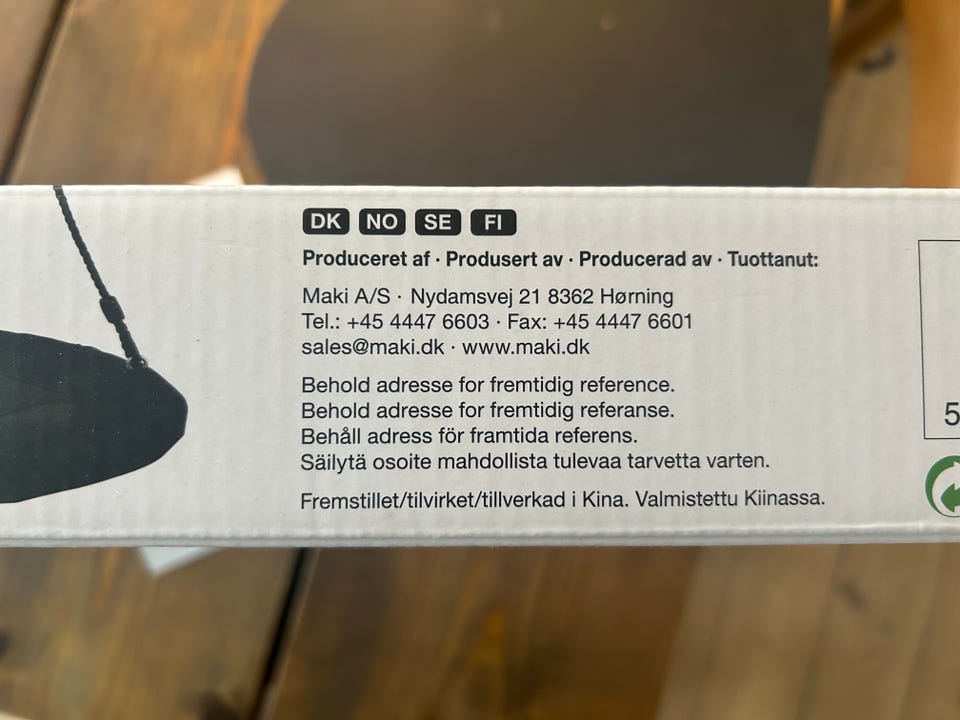 DK NO SE FI
Produceret af · Produsert av · Producerad av · Tuottanut:
Maki A/S · Nydamsvej 21 8362 Hørning
Tel.: +45 4447 6603 · Fax: +45 4447 6601
sales@maki.dk · www.maki.dk
Behold adresse for fremtidig reference.
Behold adresse for fremtidig referanse.
Behåll adress för framtida referens.
Säilytä osoite mahdollista tulevaa tarvetta varten.
Fremstillet/tilvirket/tillverkad i Kina. Valmistettu Kiinassa.
5